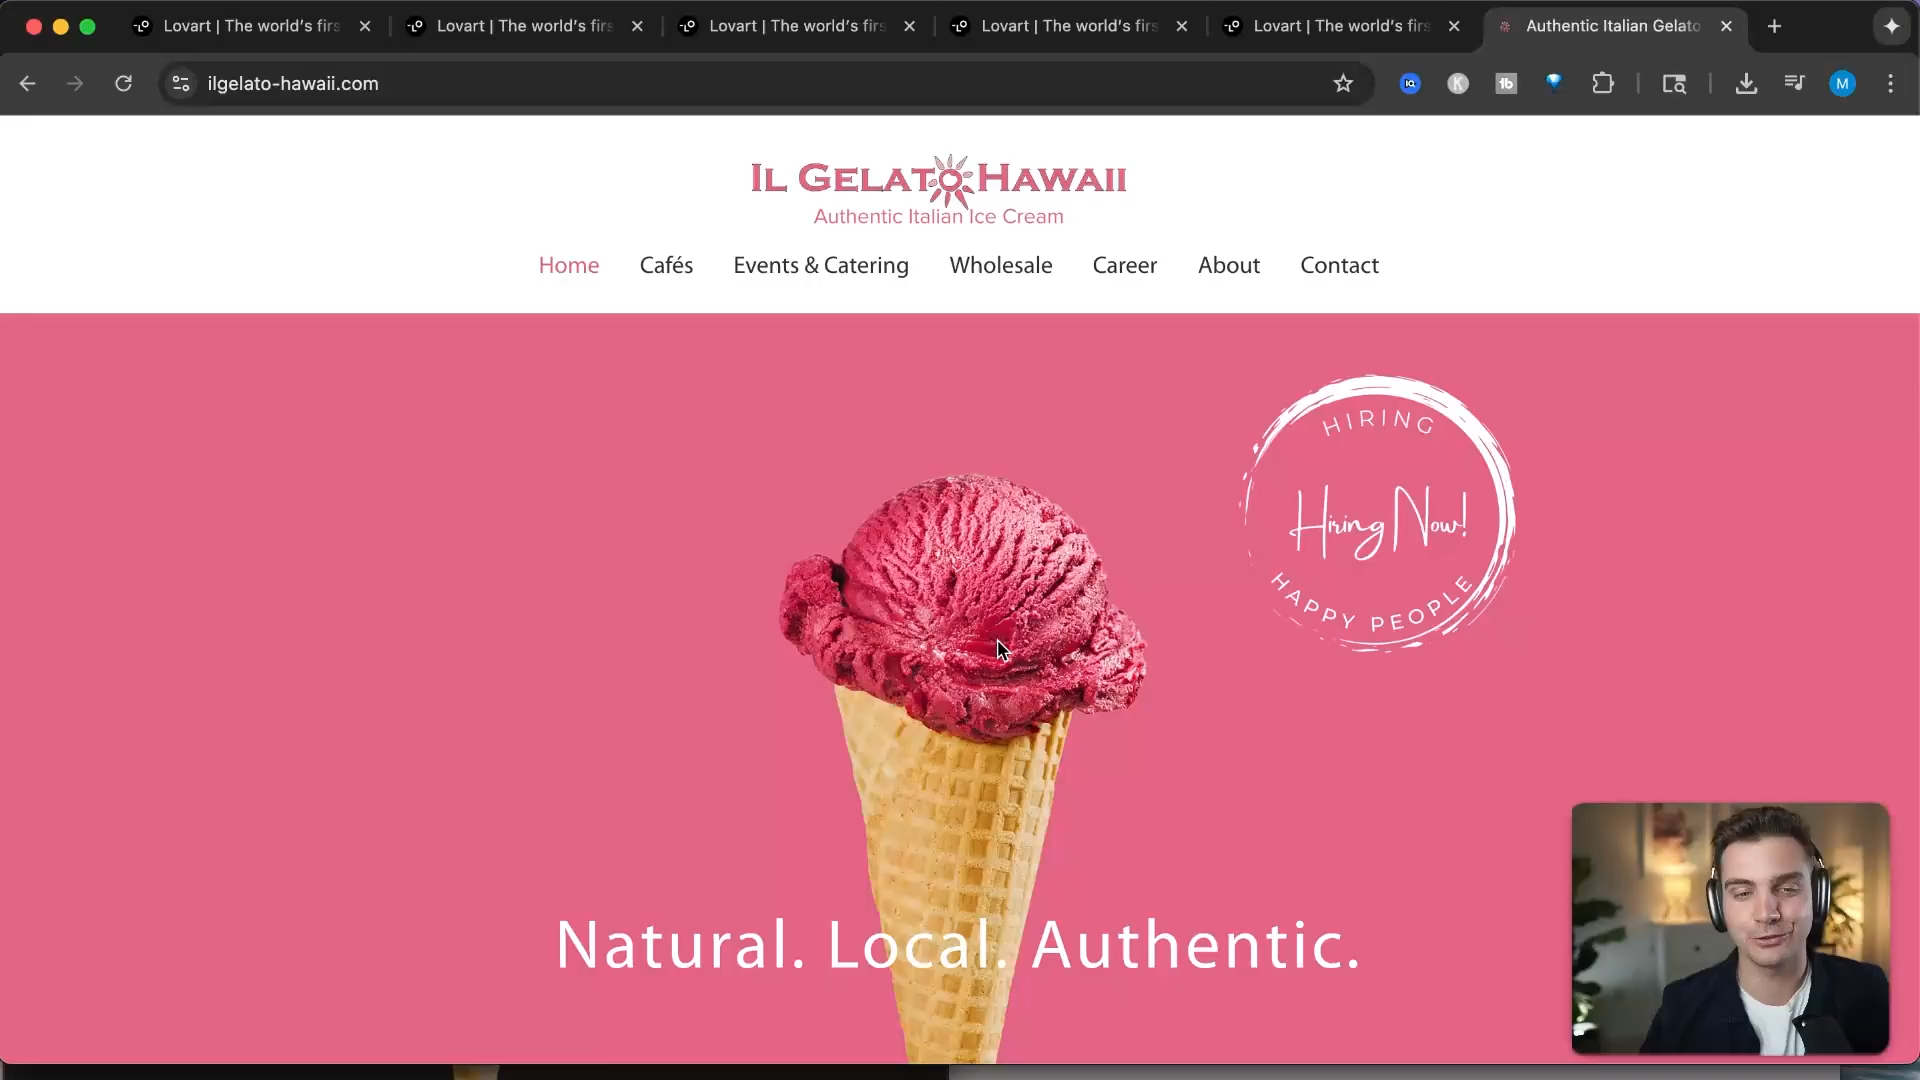 Lovart | The world's firs
Lovart | The world's firs
Lovart | The world's firs
Lovart | The world's firs
Lovart | The world's firs
Authentic Italian Gelato
ilgelato-hawaii.com
IQ
K
tb
M
IL GELATO HAWAII
Authentic Italian Ice Cream
Home
Cafés
Events & Catering
Wholesale
Career
About
Contact
HIRING
Hiring Now!
HAPPY PEOPLE
Natural. Local. Authentic.